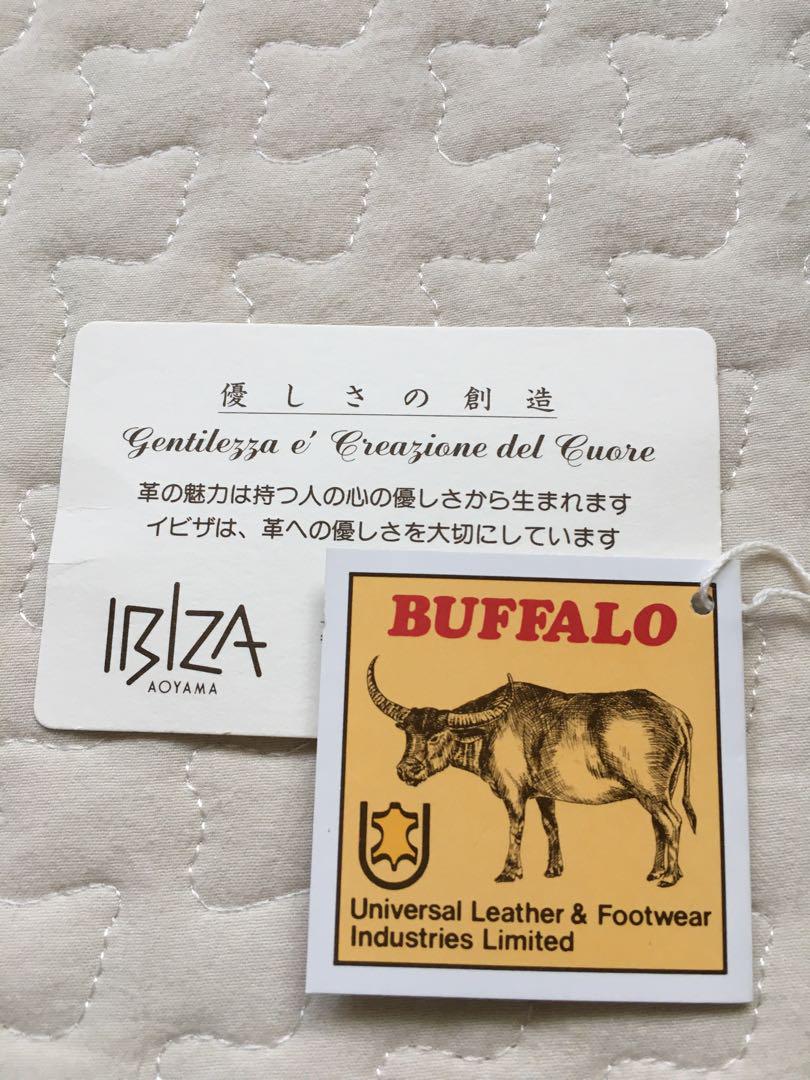 優しさの創造
Gentilezza e' Creazione del Cuore
革の魅力は持つ人の心の優しさから生まれます
イビザは、革への優しさを大切にしています
IBIZA
AOYAMA
BUFFALO
Universal Leather & Footwear
Industries Limited